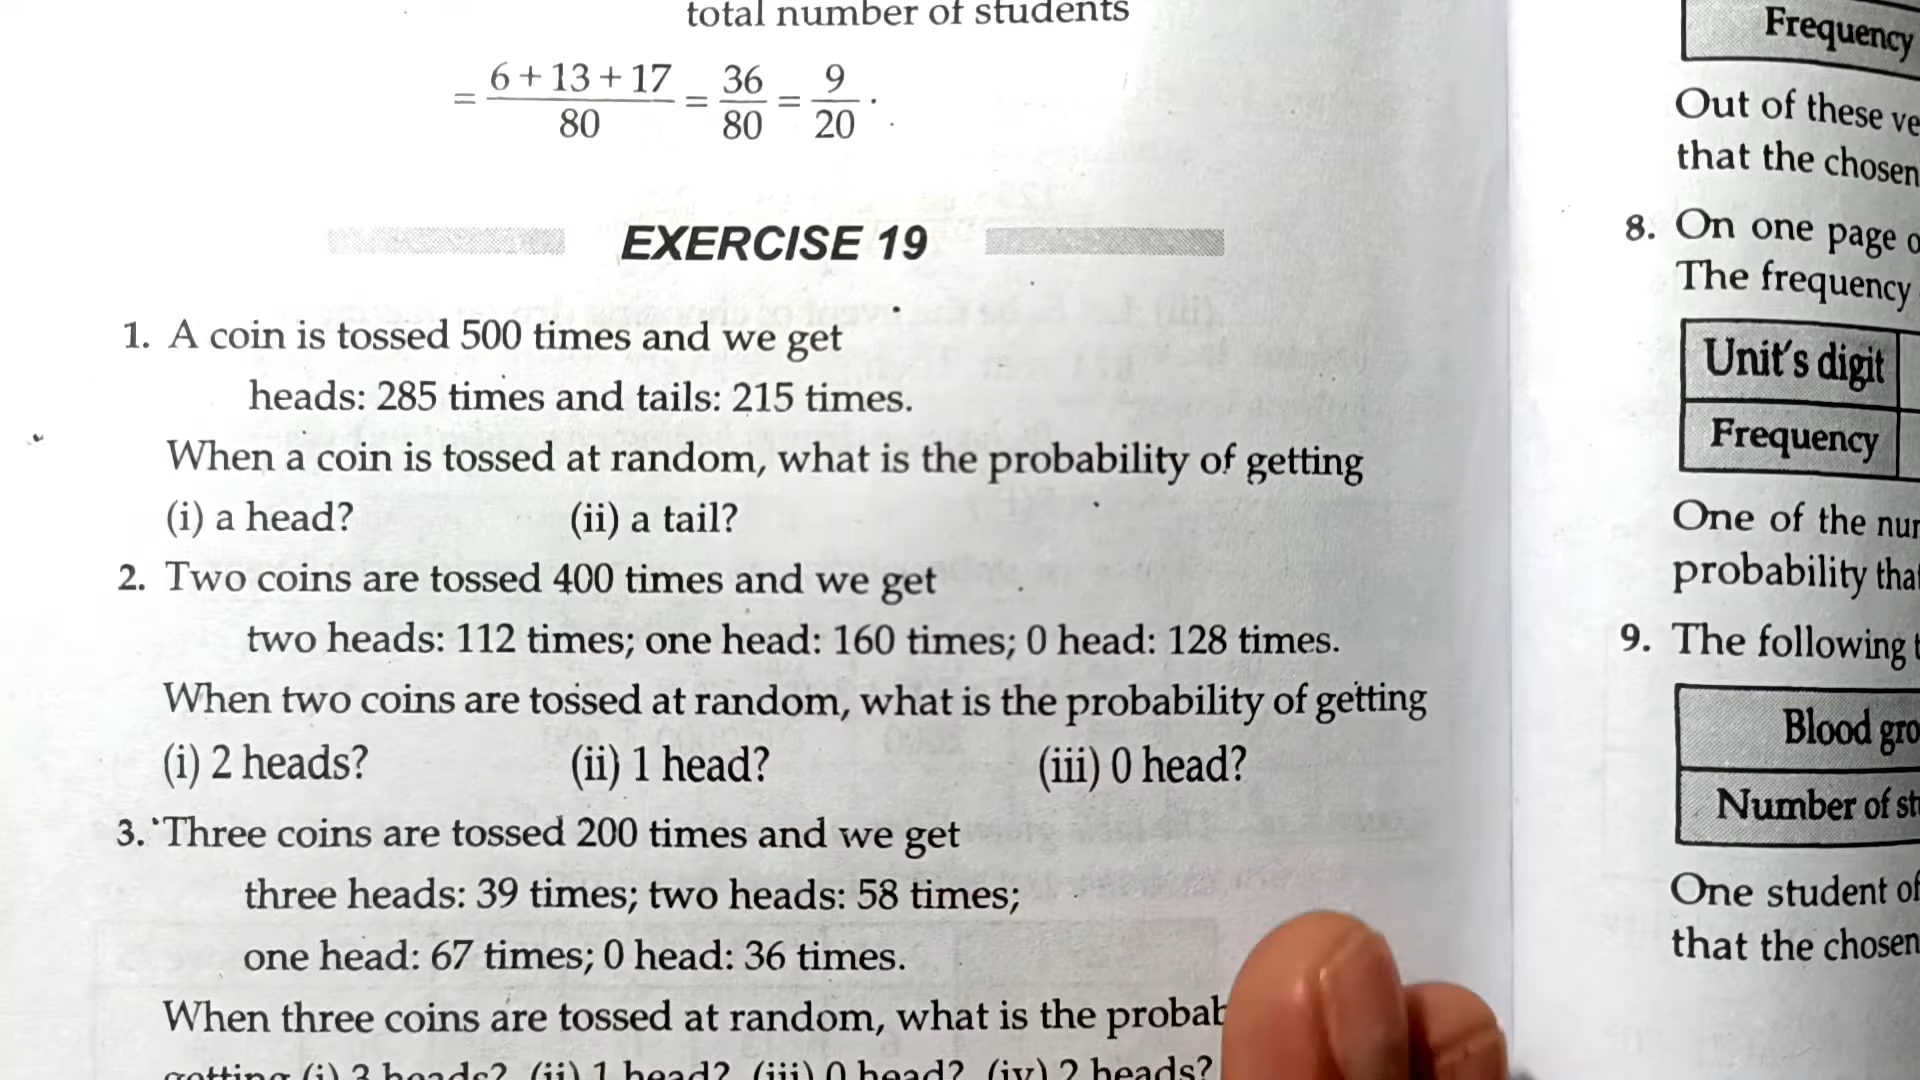 total number of students
= 6 + 13 + 17 / 80 = 36 / 80 = 9 / 20 .
EXERCISE 19
1. A coin is tossed 500 times and we get
heads: 285 times and tails: 215 times.
When a coin is tossed at random, what is the probability of getting
(i) a head? (ii) a tail?
2. Two coins are tossed 400 times and we get
two heads: 112 times; one head: 160 times; 0 head: 128 times.
When two coins are tossed at random, what is the probability of getting
(i) 2 heads? (ii) 1 head? (iii) 0 head?
3. Three coins are tossed 200 times and we get
three heads: 39 times; two heads: 58 times;
one head: 67 times; 0 head: 36 times.
When three coins are tossed at random, what is the
getting (i) 3 heads? (ii) 1 head? (iii) 0 head? (iv) 2 heads?
Frequency
Out of these
that the chosen
8. On one page
The frequency
Unit's digit
Frequency
One of the
probability
9. The following
Blood
Number of
One student of
that the chosen